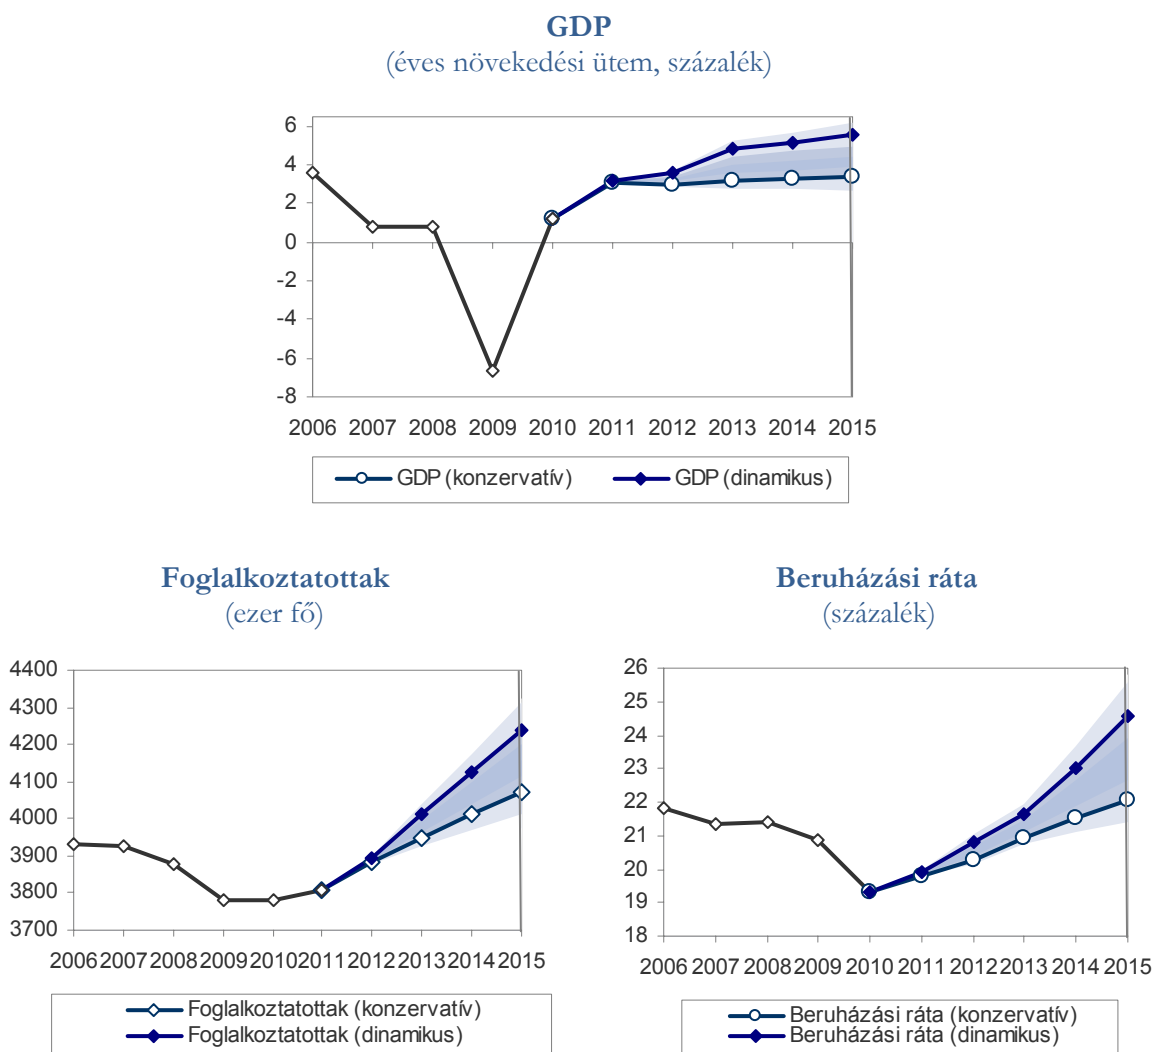 GDP
(éves növekedési ütem, százalék)
6
4
2
0
-2
-4
-6
-8
2006 2007 2008 2009 2010 2011 2012 2013 2014 2015
GDP (konzervatív) GDP (dinamikus)
Foglalkoztatottak
(ezer fő)
4400
4300
4200
4100
4000
3900
3800
3700
2006 2007 2008 2009 2010 2011 2012 2013 2014 2015
Foglalkoztatottak (konzervatív)
Foglalkoztatottak (dinamikus)
Beruházási ráta
(százalék)
26
25
24
23
22
21
20
19
18
2006 2007 2008 2009 2010 2011 2012 2013 2014 2015
Beruházási ráta (konzervatív)
Beruházási ráta (dinamikus)